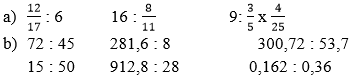 a) 12/17 : 6 16 : 8/11 9: 3/5 x 4/25
b) 72 : 45 281,6 : 8 300,72 : 53,7
15 : 50 912,8 : 28 0,162 : 0,36